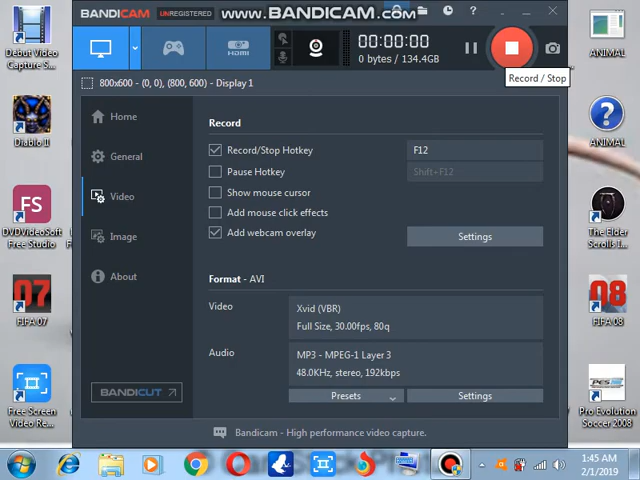 BANDICAM UNREGISTERED www.BANDICAM.com
HDMI
00:00:00
0 bytes / 134.4GB
Record / Stop
800x600 - (0, 0), (800, 600) - Display 1
Home
General
Video
Image
About
BANDICUT
Record
Record/Stop Hotkey F12
Pause Hotkey Shift+F12
Show mouse cursor
Add mouse click effects
Add webcam overlay Settings
Format - AVI
Video Xvid (VBR)
Full Size, 30.00fps, 80q
Audio MP3 - MPEG-1 Layer 3
48.0KHz, stereo, 192kbps
Presets Settings
Bandicam - High performance video capture.
Debut Video
Capture S...
Diablo II
FS
DVDVideoSoft
Free Studio
07
FIFA 07
Free Screen
Video Re...
ANIMAL
ANIMAL
The Elder
Scrolls I...
08
FIFA 08
PES
Pro Evolution
Soccer 2008
1:45 AM
2/1/2019